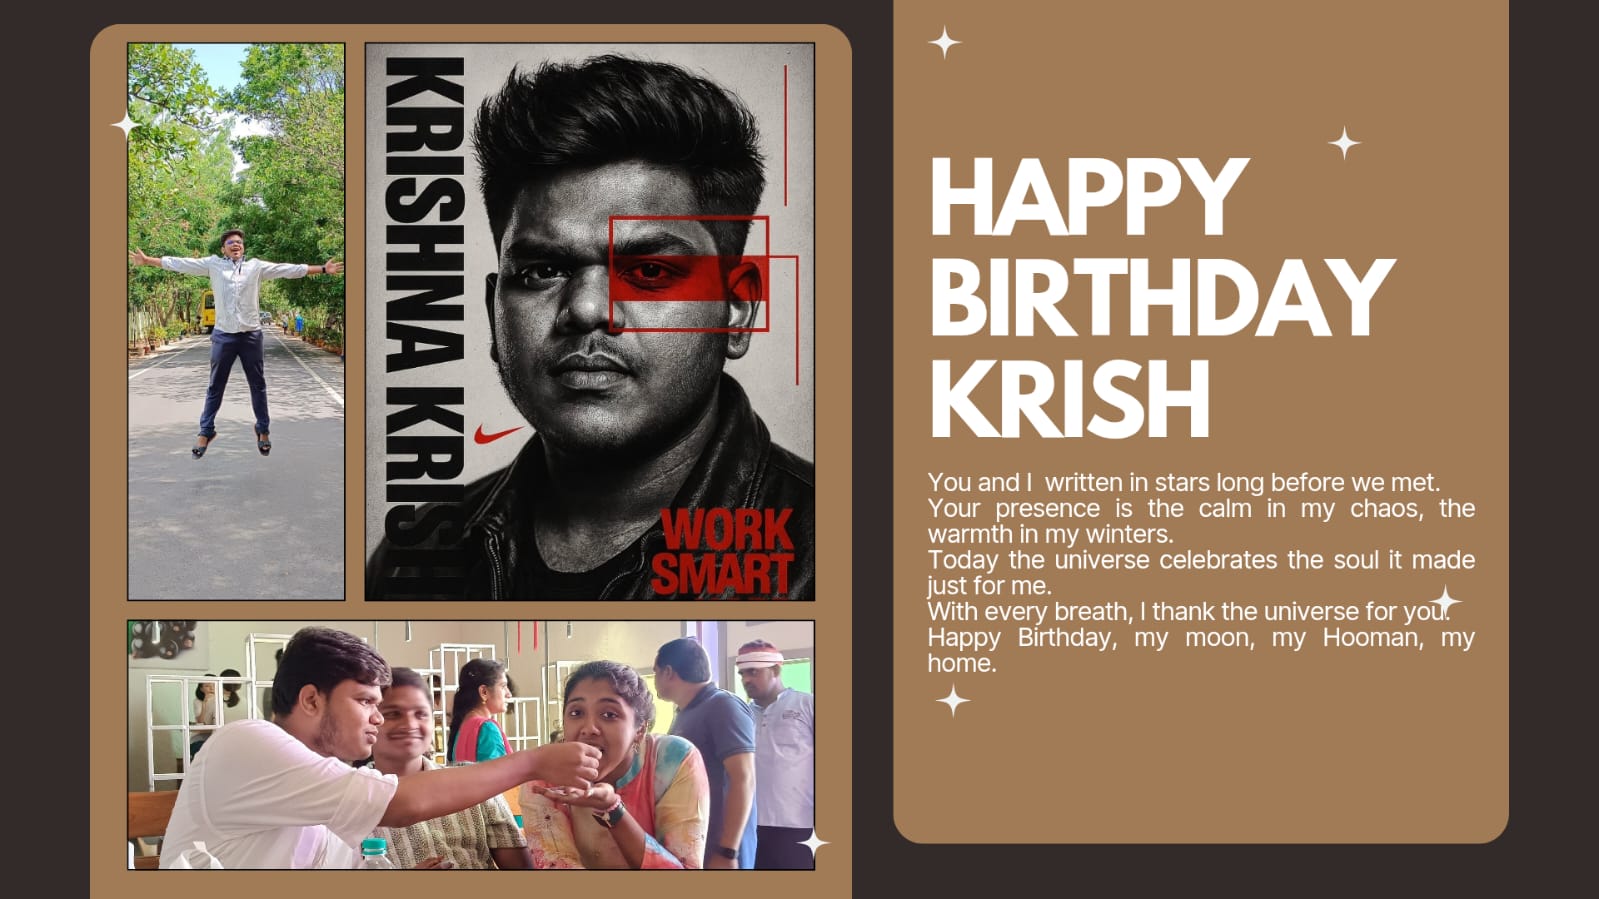 KRISHNA KRISH
WORK
SMART
HAPPY
BIRTHDAY
KRISH
You and I  written in stars long before we met.
Your presence is the calm in my chaos, the
warmth in my winters.
Today the universe celebrates the soul it made
just for me.
With every breath, I thank the universe for you.
Happy Birthday, my moon, my Hooman, my
home.